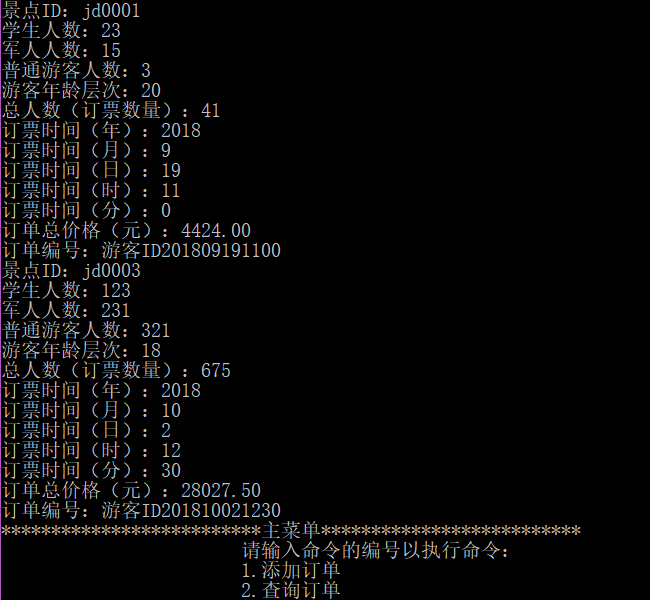 景点ID: jd0001
学生人数: 23
军人人数: 15
普通游客人数: 3
游客年龄层次: 20
总人数（订票数量）: 41
订票时间（年）: 2018
订票时间（月）: 9
订票时间（日）: 19
订票时间（时）: 11
订票时间（分）: 0
订单总价格（元）: 4424.00
订单编号: 游客ID201809191100
景点ID: jd0003
学生人数: 123
军人人数: 231
普通游客人数: 321
游客年龄层次: 18
总人数（订票数量）: 675
订票时间（年）: 2018
订票时间（月）: 10
订票时间（日）: 2
订票时间（时）: 12
订票时间（分）: 30
订单总价格（元）: 28027.50
订单编号: 游客ID201810021230
**************************主菜单**************************
请输入命令的编号以执行命令:
1.添加订单
2.查询订单